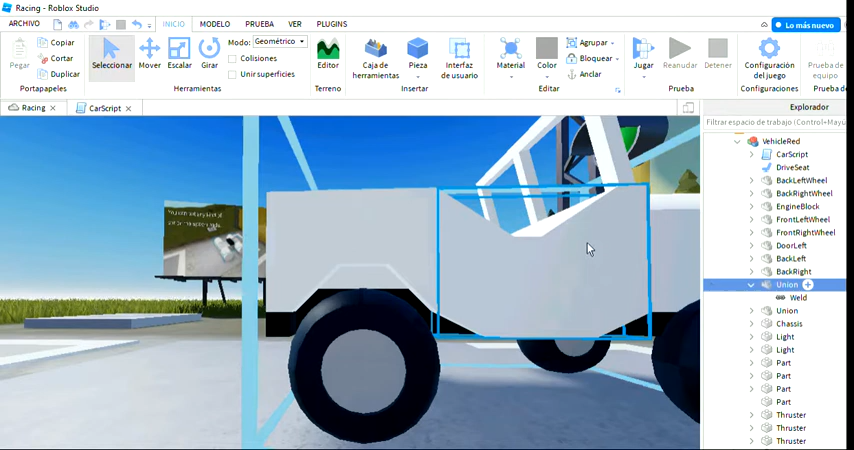 Racing - Roblox Studio
ARCHIVO INICIO MODELO PRUEBA VER PLUGINS Lo más nuevo
Pegar Copiar Cortar Duplicar Portapapeles
Seleccionar Mover Escalar Girar Modo: Geométrico Colisiones Unir superficies Herramientas
Editor Terreno
Caja de herramientas Pieza Interfaz de usuario Insertar
Material Color Agrupar Bloquear Anclar Editar
Jugar Reanudar Detener Prueba
Configuración del juego Configuraciones
Prueba de equipo Prueba de
Racing CarScript
Explorador
Filtrar espacio de trabajo (Control+Mayú
VehicleRed
CarScript
DriveSeat
BackLeftWheel
BackRightWheel
EngineBlock
FrontLeftWheel
FrontRightWheel
DoorLeft
BackLeft
BackRight
Union
Weld
Union
Chassis
Light
Light
Part
Part
Part
Part
Thruster
Thruster
Thruster